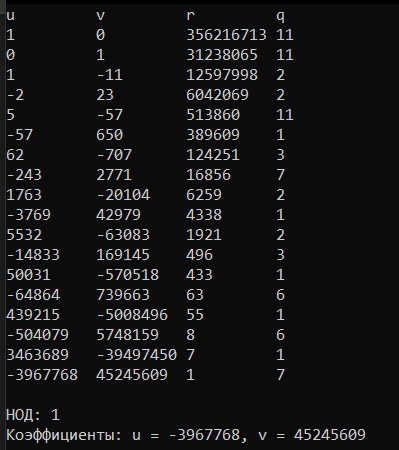 u v r q
1 0 356216713 11
0 1 31238065 11
1 -11 12597998 2
-2 23 6042069 2
5 -57 513860 11
-57 650 389609 1
62 -707 124251 3
-243 2771 16856 7
1763 -20104 6259 2
-3769 42979 4338 1
5532 -63083 1921 2
-14833 169145 496 3
50031 -570518 433 1
-64864 739663 63 6
439215 -5008496 55 1
-504079 5748159 8 6
3463689 -39497450 7 1
-3967768 45245609 1 7
НОД: 1
Коэффициенты: u = -3967768, v = 45245609